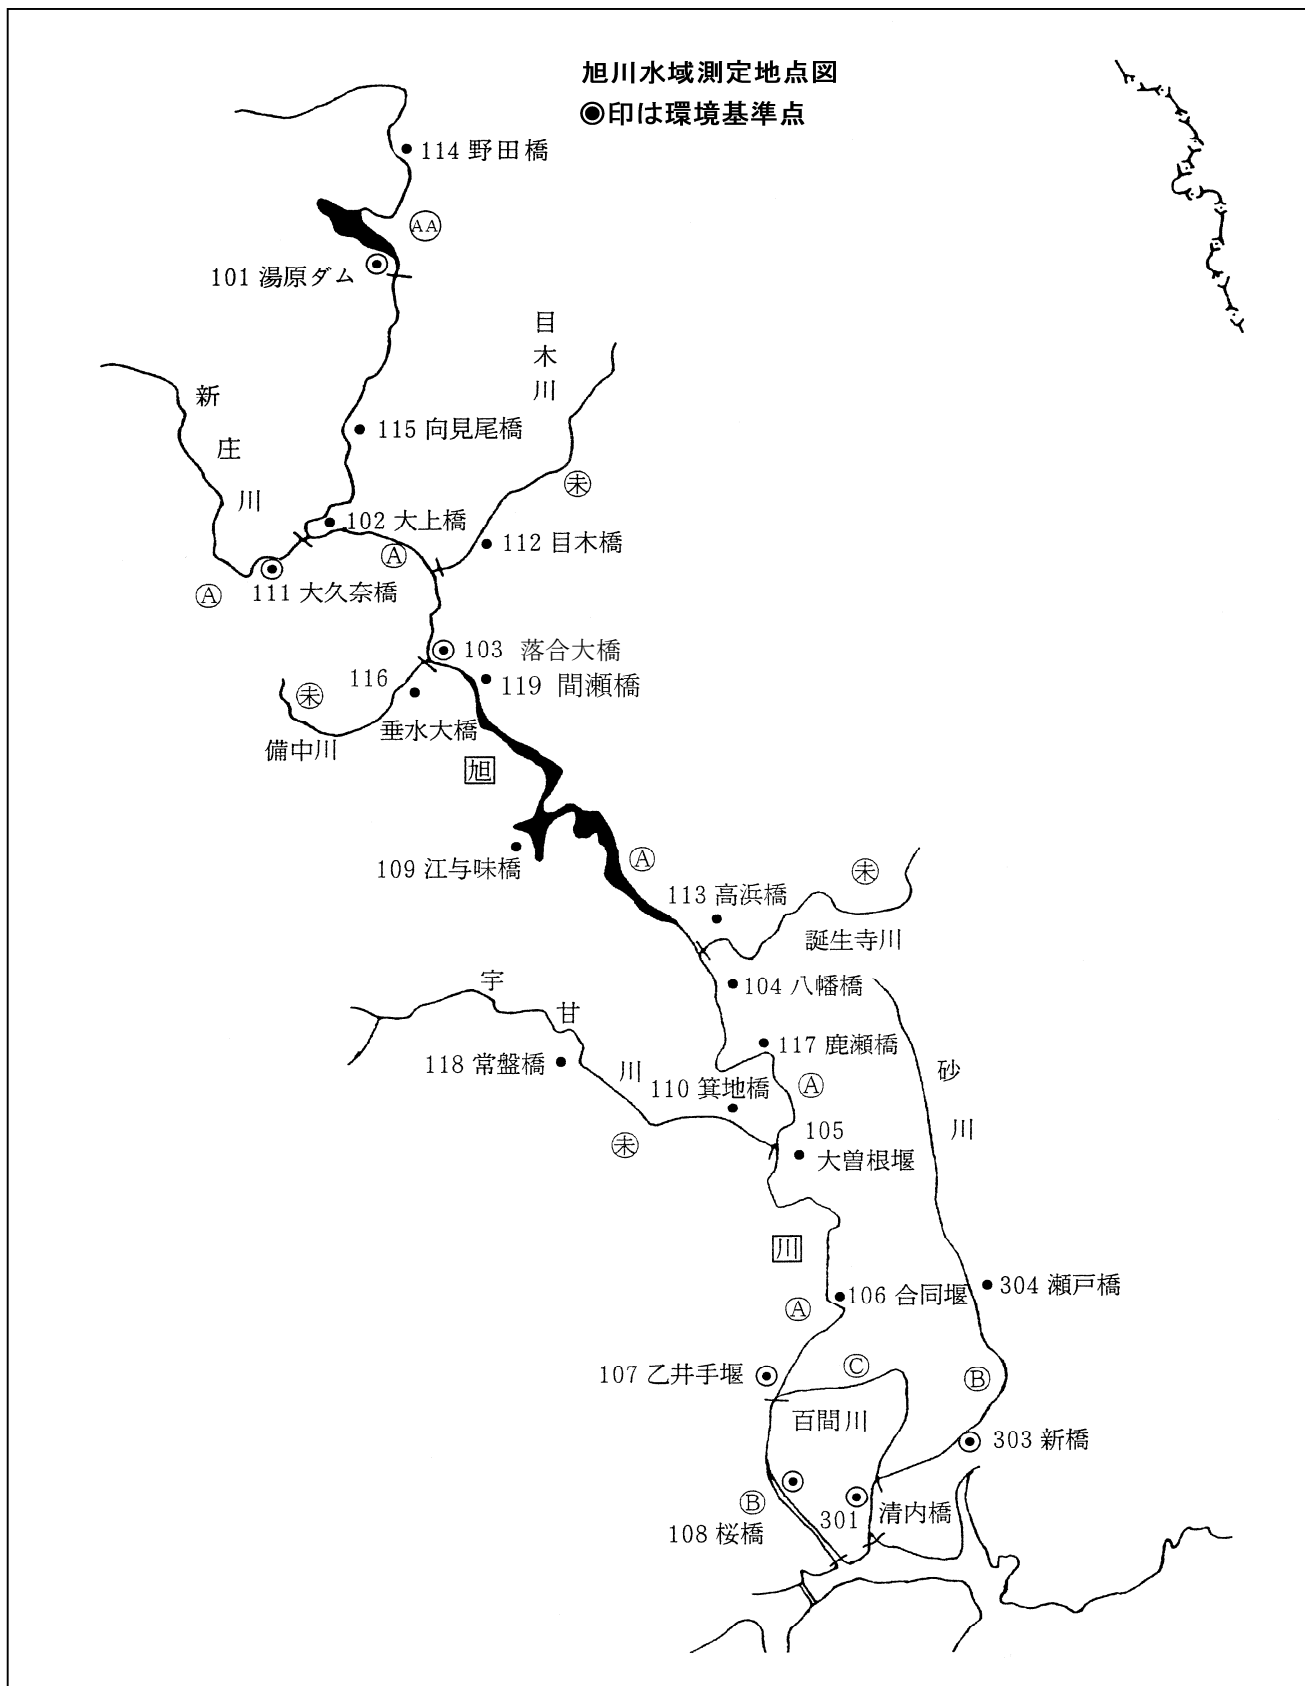 旭川水域測定地点図
◉印は環境基準点
114 野田橋
AA
101 湯原ダム
目木川
新庄川
115 向見尾橋
未
102 大上橋
A
112 目木橋
111 大久奈橋
A
103 落合大橋
116
垂水大橋
119 間瀬橋
未
備中川
旭
109 江与味橋
A
113 高浜橋
未
誕生寺川
104 八幡橋
宇甘川
118 常盤橋
117 鹿瀬橋
砂川
110 箕地橋
A
未
105
大曽根堰
川
106 合同堰
304 瀬戸橋
A
107 乙井手堰
C
B
百間川
303 新橋
B
108 桜橋
301
清内橋